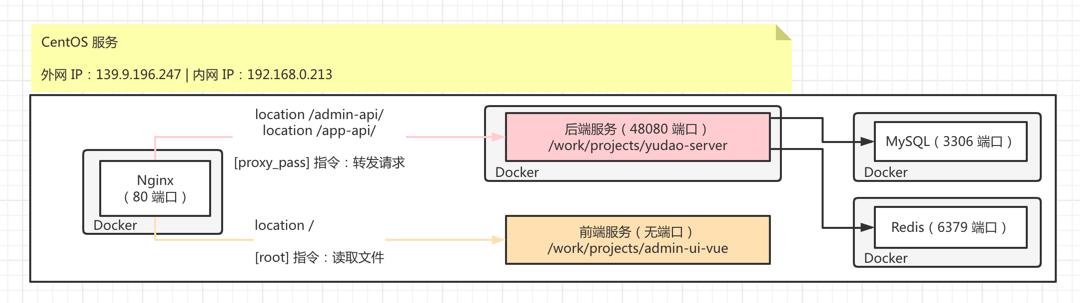 CentOS 服务
外网 IP：139.9.196.247 | 内网 IP：192.168.0.213
location /admin-api/
location /app-api/
[proxy_pass] 指令：转发请求
Nginx
（ 80 端口 ）
Docker
location /
[root] 指令：读取文件
后端服务（ 48080 端口 ）
/work/projects/yudao-server
Docker
前端服务（ 无端口 ）
/work/projects/admin-ui-vue
MySQL（ 3306 端口 ）
Docker
Redis（ 6379 端口 ）
Docker